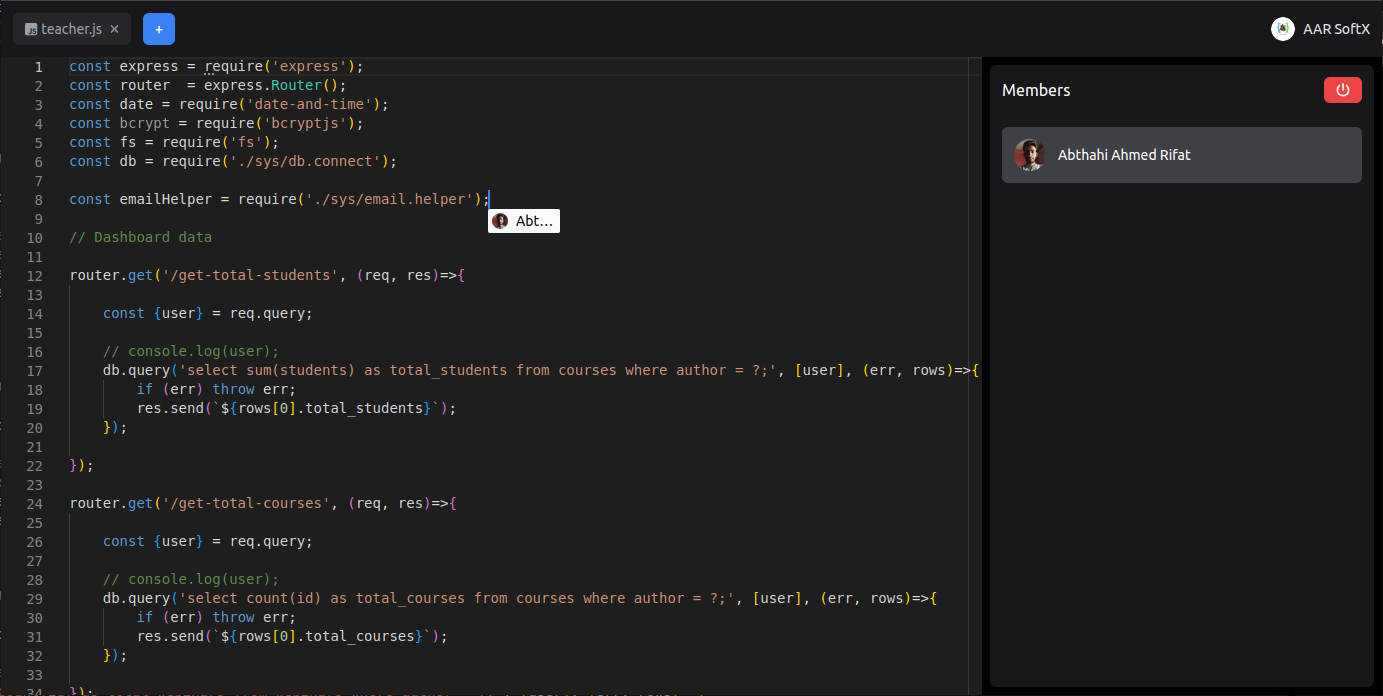 teacher.js ×
+
AAR SoftX
1 const express = require('express');
2 const router  = express.Router();
3 const date = require('date-and-time');
4 const bcrypt = require('bcryptjs');
5 const fs = require('fs');
6 const db = require('./sys/db.connect');
7
8 const emailHelper = require('./sys/email.helper');
Abt...
9
10 // Dashboard data
11
12 router.get('/get-total-students', (req, res)=>{
13
14     const {user} = req.query;
15
16     // console.log(user);
17     db.query('select sum(students) as total_students from courses where author = ?;', [user], (err, rows)=>{
18         if (err) throw err;
19         res.send(`${rows[0].total_students}`);
20     });
21
22 });
23
24 router.get('/get-total-courses', (req, res)=>{
25
26     const {user} = req.query;
27
28     // console.log(user);
29     db.query('select count(id) as total_courses from courses where author = ?;', [user], (err, rows)=>{
30         if (err) throw err;
31         res.send(`${rows[0].total_courses}`);
32     });
33
34 });
Members
Abthahi Ahmed Rifat